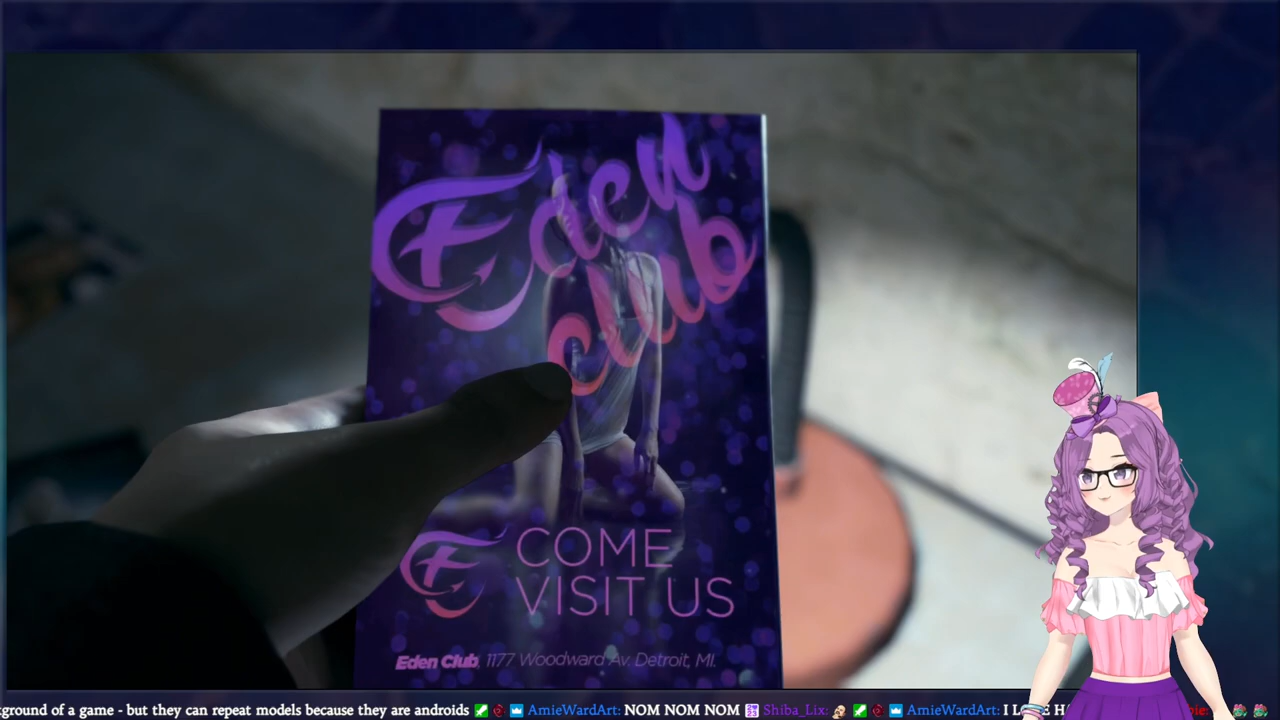 Eden
club
COME
VISIT US
Eden Club, 1177 Woodward Av. Detroit, MI.
ground of a game - but they can repeat models because they are androids AmieWardArt: NOM NOM NOM Shiba_Lix: AmieWardArt: I